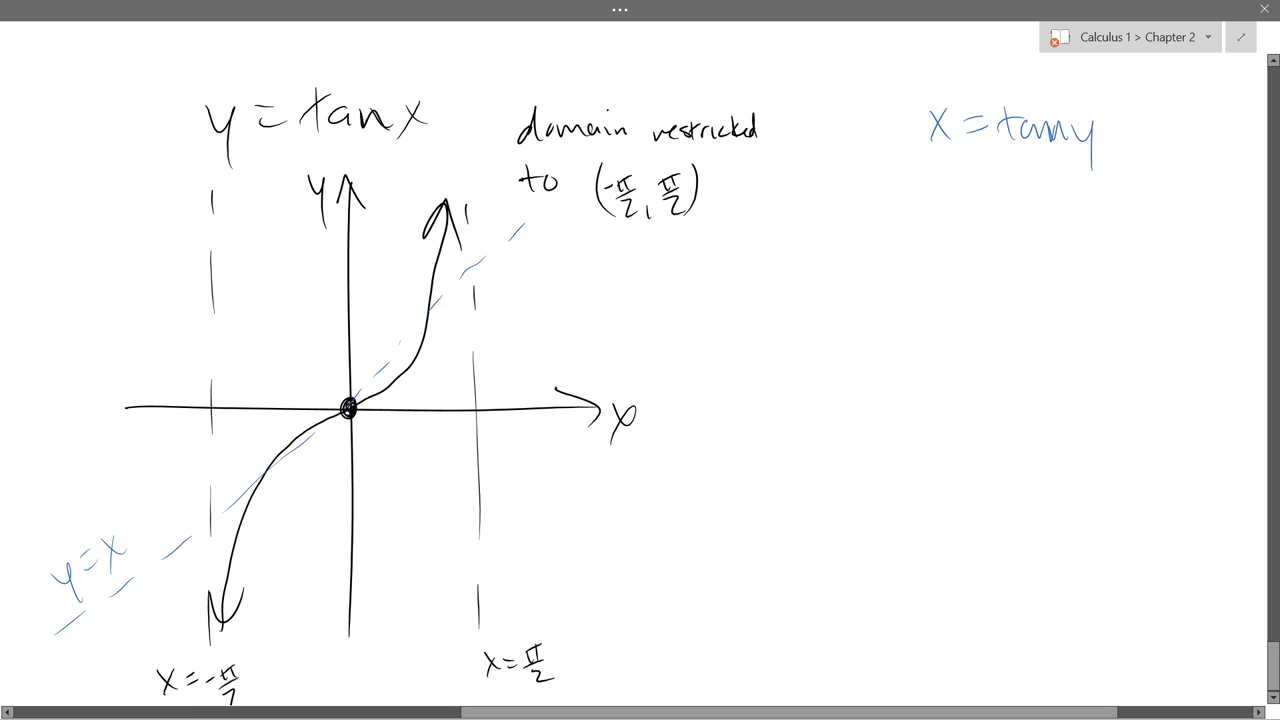 Calculus 1 > Chapter 2
y = tan x
domain restricted
to (-π/2, π/2)
x = tan y
y
x
y = x
x = -π/2
x = π/2